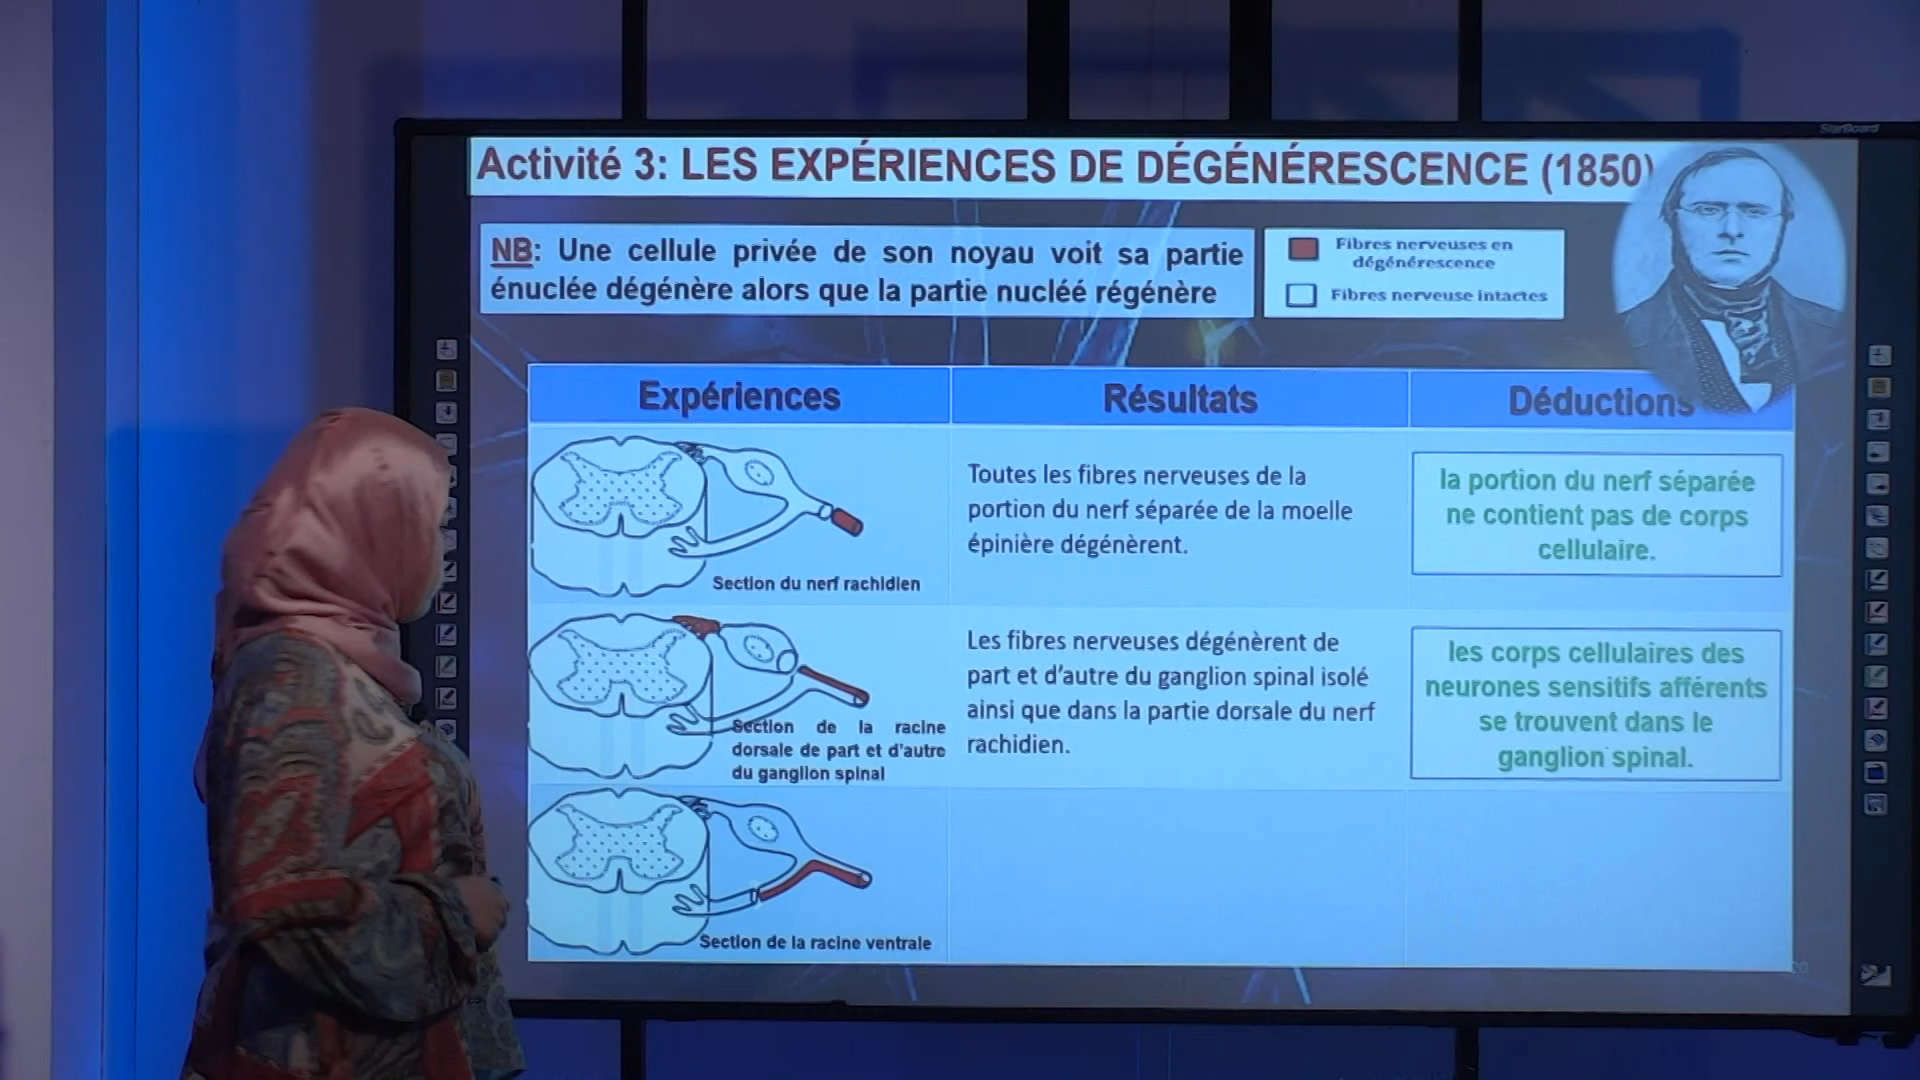 StarBoard
Activité 3: LES EXPÉRIENCES DE DÉGÉNÉRESCENCE (1850)
NB: Une cellule privée de son noyau voit sa partie
énuclée dégénère alors que la partie nucléé régénère
Fibres nerveuses en
dégénérescence
Fibres nerveuse intactes
Expériences
Résultats
Déductions
Section du nerf rachidien
Toutes les fibres nerveuses de la
portion du nerf séparée de la moelle
épinière dégénèrent.
la portion du nerf séparée
ne contient pas de corps
cellulaire.
Section de la racine
dorsale de part et d'autre
du ganglion spinal
Les fibres nerveuses dégénèrent de
part et d'autre du ganglion spinal isolé
ainsi que dans la partie dorsale du nerf
rachidien.
les corps cellulaires des
neurones sensitifs afférents
se trouvent dans le
ganglion spinal.
Section de la racine ventrale